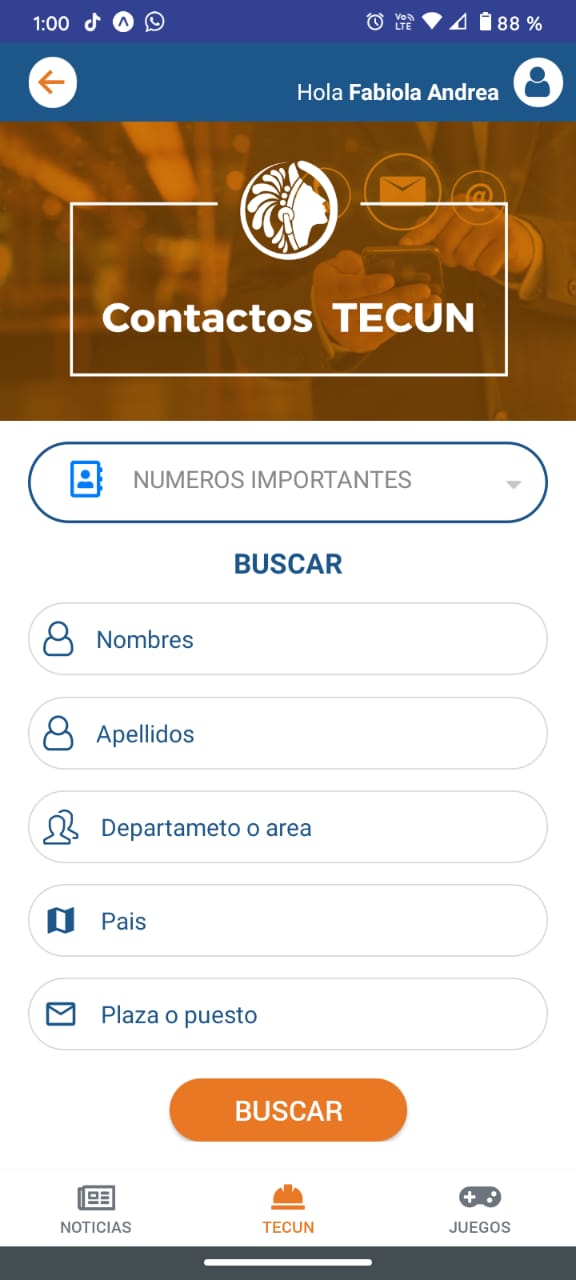 1:00
Vo)) LTE
88 %
Hola Fabiola Andrea
@
Contactos TECUN
NUMEROS IMPORTANTES
BUSCAR
Nombres
Apellidos
Departameto o area
Pais
Plaza o puesto
BUSCAR
NOTICIAS
TECUN
JUEGOS